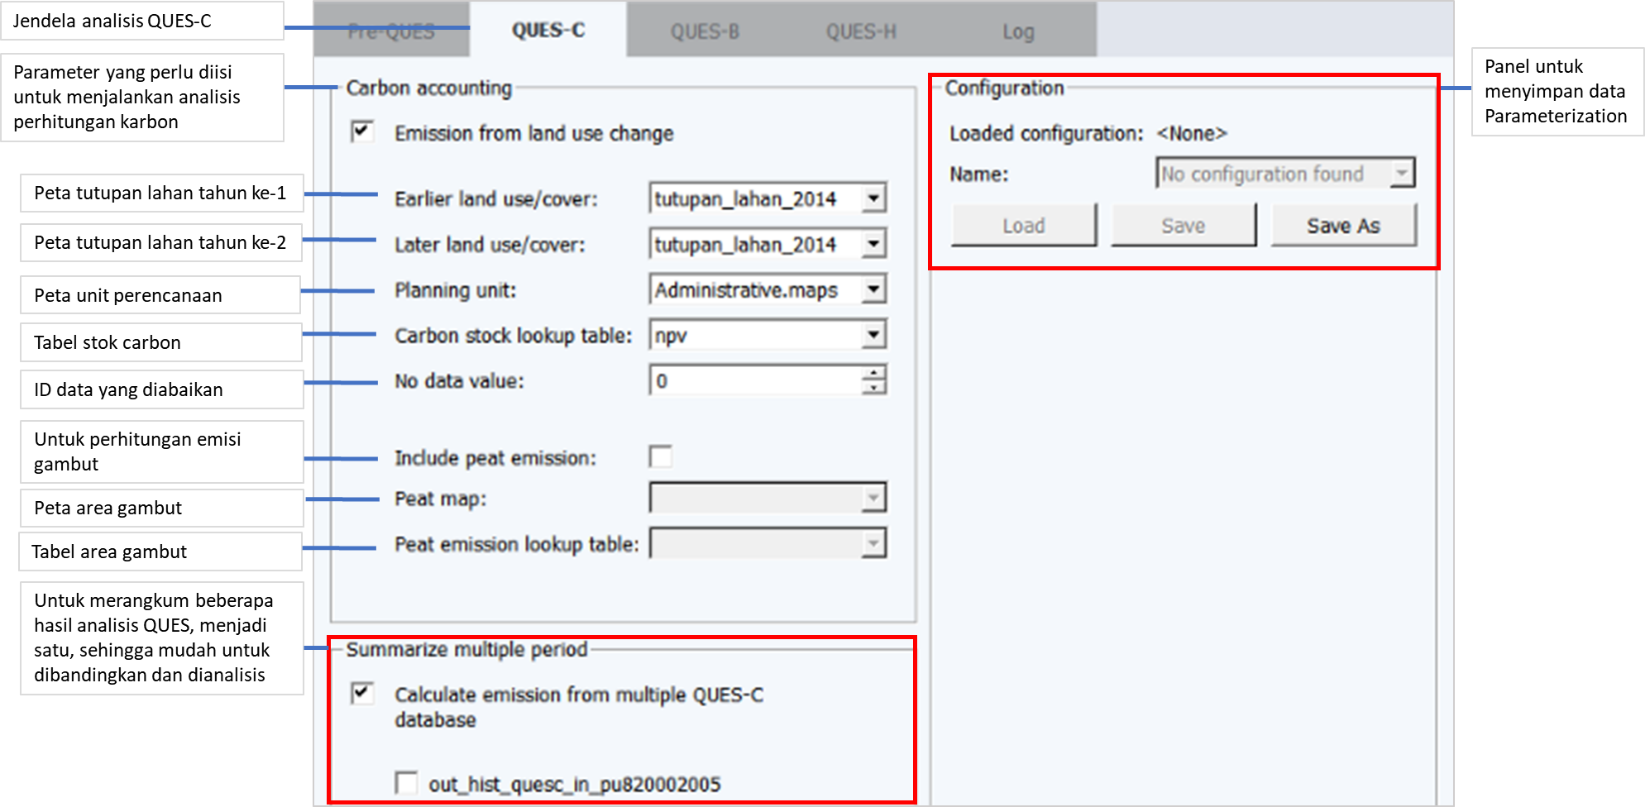 Jendela analisis QUES-C
Parameter yang perlu diisi
untuk menjalankan analisis
perhitungan karbon
Peta tutupan lahan tahun ke-1
Peta tutupan lahan tahun ke-2
Peta unit perencanaan
Tabel stok carbon
ID data yang diabaikan
Untuk perhitungan emisi
gambut
Peta area gambut
Tabel area gambut
Untuk merangkum beberapa
hasil analisis QUES, menjadi
satu, sehingga mudah untuk
dibandingkan dan dianalisis
Pre-QUES QUES-C QUES-B QUES-H Log
Carbon accounting
Emission from land use change
Earlier land use/cover: tutupan_lahan_2014
Later land use/cover: tutupan_lahan_2014
Planning unit: Administrative.maps
Carbon stock lookup table: npv
No data value: 0
Include peat emission:
Peat map:
Peat emission lookup table:
Summarize multiple period
Calculate emission from multiple QUES-C
database
out_hist_quesc_in_pu820002005
Configuration
Loaded configuration: <None>
Name: No configuration found
Load Save Save As
Panel untuk
menyimpan data
Parameterization